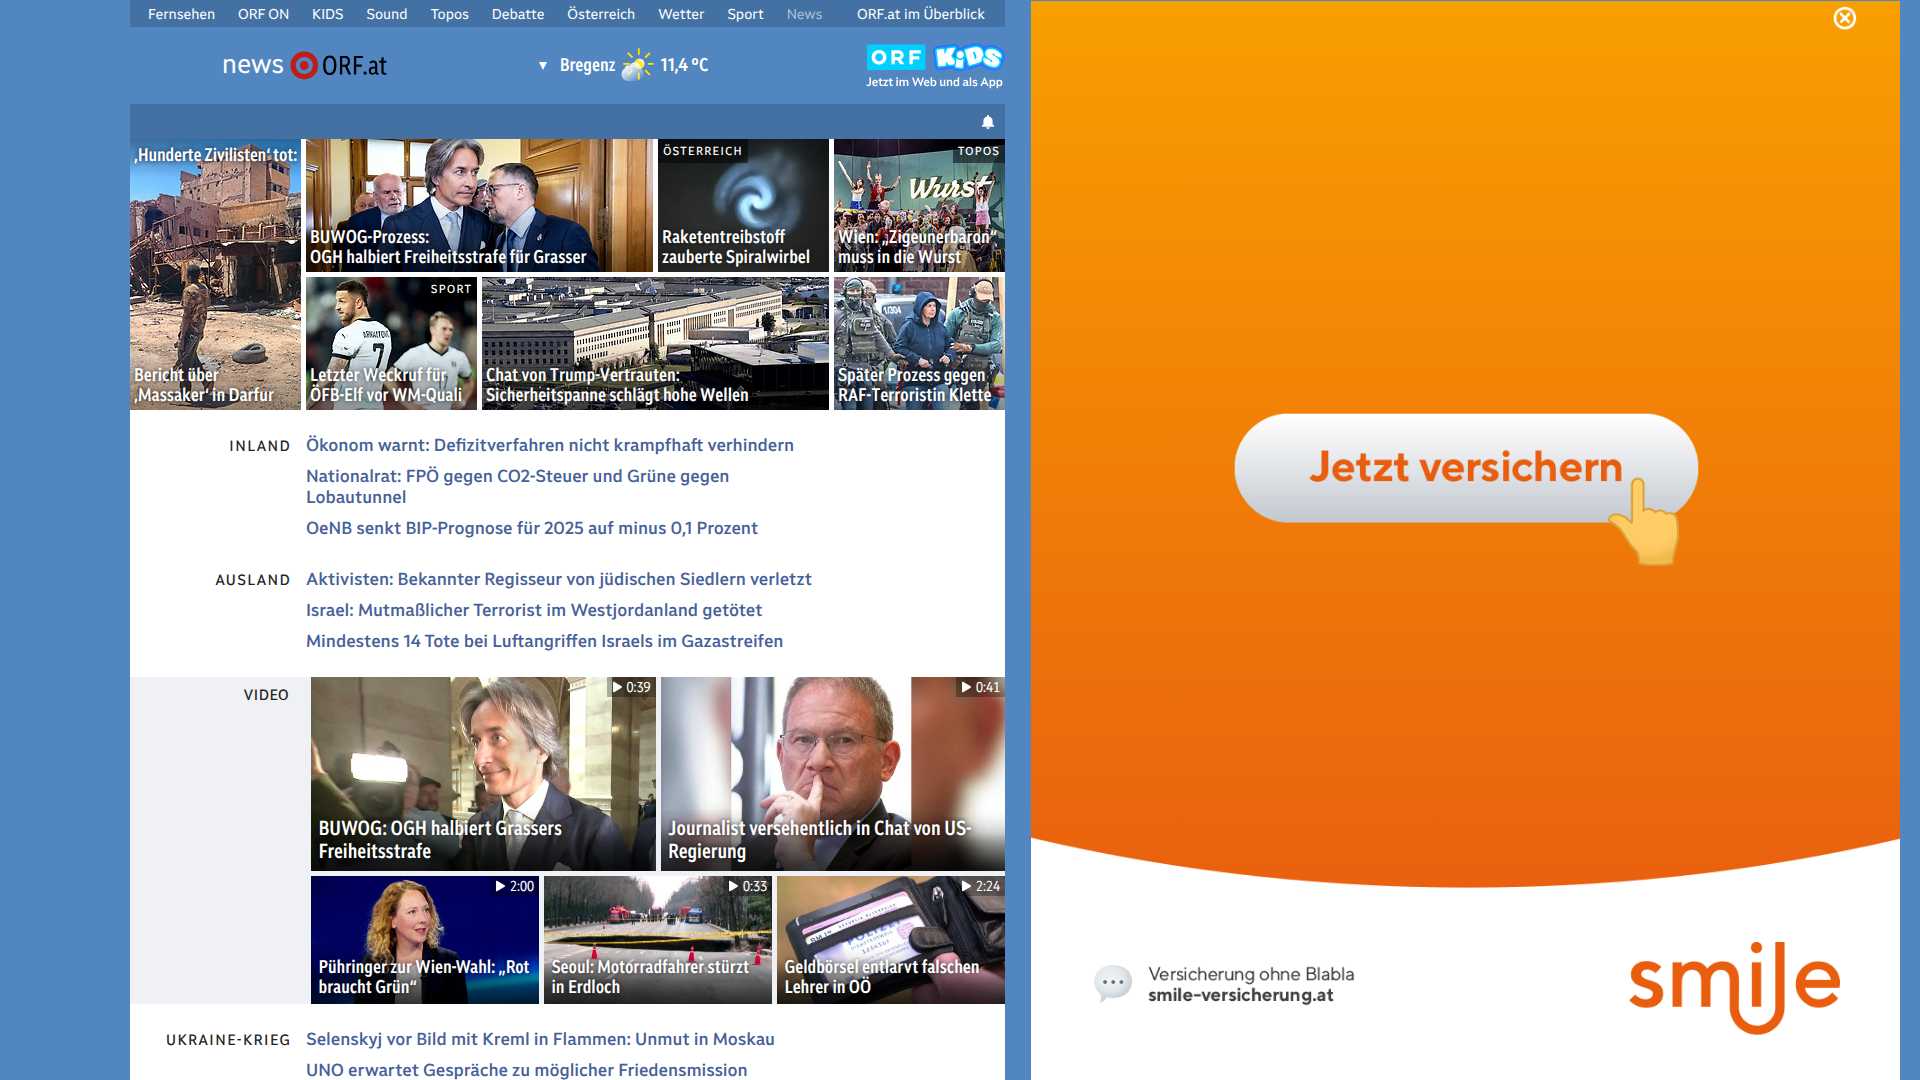 Fernsehen ORF ON KIDS Sound Topos Debatte Österreich Wetter Sport News ORF.at im Überblick
news ORF.at
Bregenz 11,4 °C
ORF KIDS
Jetzt im Web und als App
‚Hunderte Zivilisten‘ tot:
Bericht über
‚Massaker‘ in Darfur
BUWOG-Prozess:
OGH halbiert Freiheitsstrafe für Grasser
ÖSTERREICH
Raketentreibstoff
zauberte Spiralwirbel
TOPOS
Wurst
Wien: „Zigeunerbaron“
muss in die Wurst
SPORT
ARNAUTOVIC
7
Letzter Weckruf für
ÖFB-Elf vor WM-Quali
Chat von Trump-Vertrauten:
Sicherheitspanne schlägt hohe Wellen
Später Prozess gegen
RAF-Terroristin Klette
INLAND
Ökonom warnt: Defizitverfahren nicht krampfhaft verhindern
Nationalrat: FPÖ gegen CO2-Steuer und Grüne gegen
Lobautunnel
OeNB senkt BIP-Prognose für 2025 auf minus 0,1 Prozent
AUSLAND
Aktivisten: Bekannter Regisseur von jüdischen Siedlern verletzt
Israel: Mutmaßlicher Terrorist im Westjordanland getötet
Mindestens 14 Tote bei Luftangriffen Israels im Gazastreifen
VIDEO
0:39
BUWOG: OGH halbiert Grassers
Freiheitsstrafe
0:41
Journalist versehentlich in Chat von US-
Regierung
2:00
Pühringer zur Wien-Wahl: „Rot
braucht Grün“
0:33
Seoul: Motorradfahrer stürzt
in Erdloch
2:24
POLIZEI
Geldbörsel entlarvt falschen
Lehrer in OÖ
UKRAINE-KRIEG
Selenskyj vor Bild mit Kreml in Flammen: Unmut in Moskau
UNO erwartet Gespräche zu möglicher Friedensmission
Jetzt versichern
Versicherung ohne Blabla
smile-versicherung.at
smile